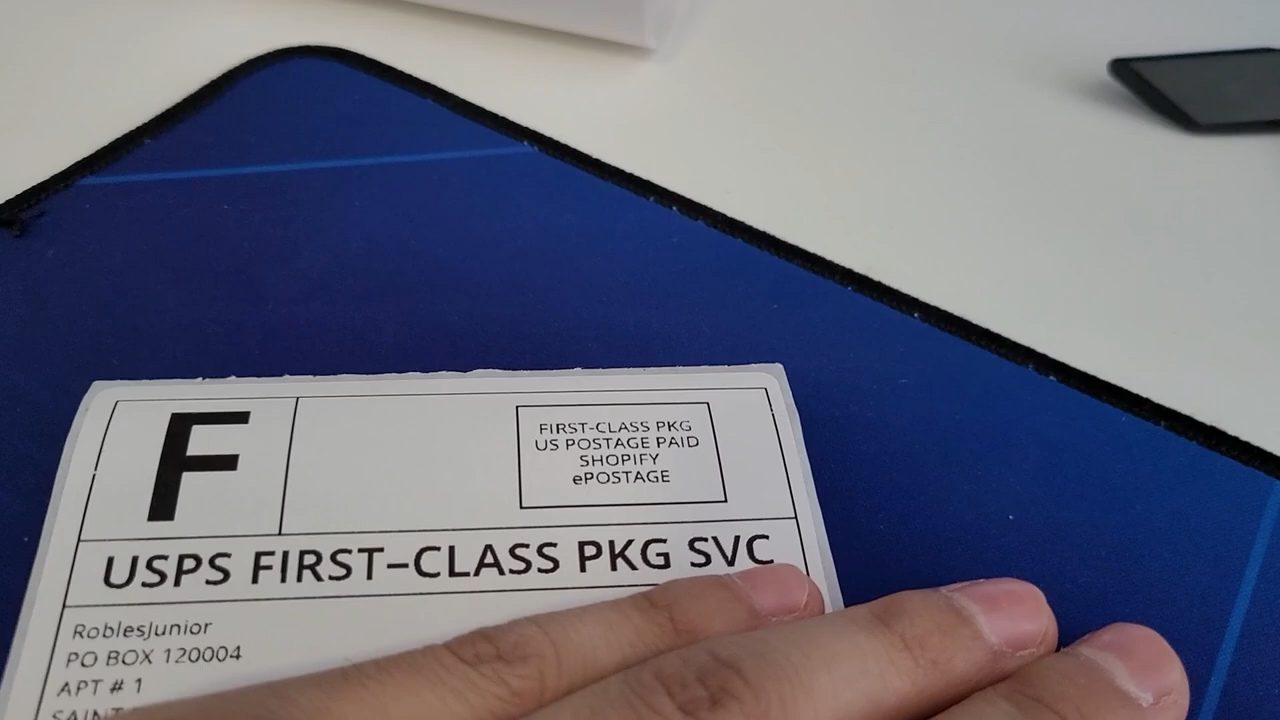 F
FIRST-CLASS PKG
US POSTAGE PAID
SHOPIFY
ePOSTAGE
USPS FIRST-CLASS PKG SVC
RoblesJunior
PO BOX 120004
APT # 1
SAINT